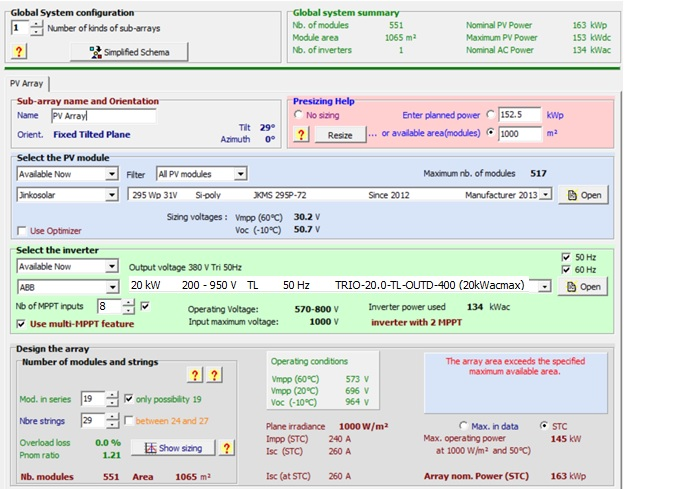 Global System configuration
1 Number of kinds of sub-arrays
? Simplified Schema
Global system summary
Nb. of modules 551 Nominal PV Power 163 kWp
Module area 1065 m² Maximum PV Power 153 kWdc
Nb. of inverters 1 Nominal AC Power 134 kWac
PV Array
Sub-array name and Orientation
Name PV Array
Orient. Fixed Tilted Plane
Tilt 29°
Azimuth 0°
Presizing Help
No sizing Enter planned power 152.5 kWp
? Resize ... or available area(modules) 1000 m²
Select the PV module
Available Now Filter All PV modules Maximum nb. of modules 517
Jinkosolar 295 Wp 31V Si-poly JKMS 295P-72 Since 2012 Manufacturer 2013 Open
Sizing voltages : Vmpp (60°C) 30.2 V
Use Optimizer Voc (-10°C) 50.7 V
Select the inverter
50 Hz
Available Now Output voltage 380 V Tri 50Hz 60 Hz
ABB 20 kW 200 - 950 V TL 50 Hz TRIO-20.0-TL-OUTD-400 (20kWacmax) Open
Nb of MPPT inputs 8 Operating Voltage: 570-800 V Inverter power used 134 kWac
Use multi-MPPT feature Input maximum voltage: 1000 V inverter with 2 MPPT
Design the array
Number of modules and strings
? ?
Mod. in series 19 only possibility 19
Nbre strings 29 between 24 and 27
Overload loss 0.0 %
Pnom ratio 1.21 Show sizing ?
Nb. modules 551 Area 1065 m²
Operating conditions
Vmpp (60°C) 573 V
Vmpp (20°C) 696 V
Voc (-10°C) 964 V
Plane irradiance 1000 W/m²
Impp (STC) 240 A
Isc (STC) 260 A
Isc (at STC) 260 A
The array area exceeds the specified
maximum available area.
Max. in data STC
Max. operating power 145 kW
at 1000 W/m² and 50°C)
Array nom. Power (STC) 163 kWp